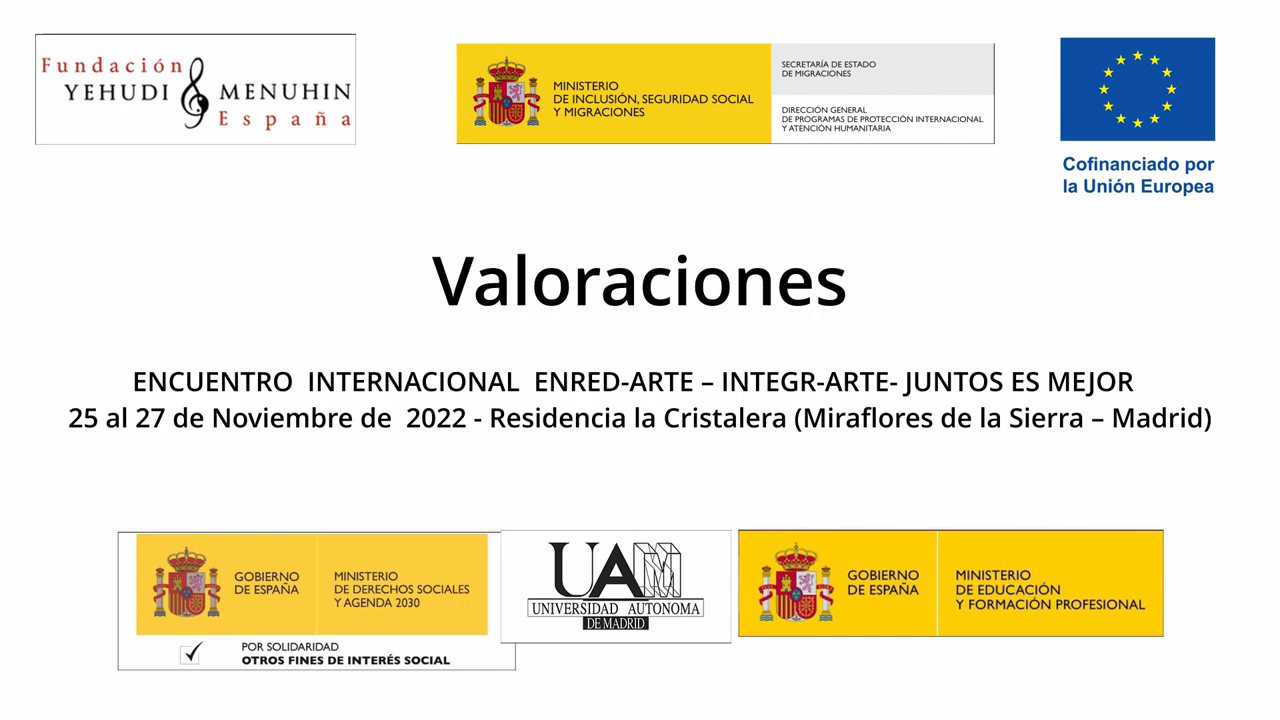 Fundación
YEHUDI MENUHIN
España
MINISTERIO
DE INCLUSIÓN, SEGURIDAD SOCIAL
Y MIGRACIONES
SECRETARÍA DE ESTADO
DE MIGRACIONES
DIRECCIÓN GENERAL
DE PROGRAMAS DE PROTECCIÓN INTERNACIONAL
Y ATENCIÓN HUMANITARIA
Cofinanciado por
la Unión Europea
Valoraciones
ENCUENTRO INTERNACIONAL ENRED-ARTE – INTEGR-ARTE- JUNTOS ES MEJOR
25 al 27 de Noviembre de 2022 - Residencia la Cristalera (Miraflores de la Sierra – Madrid)
GOBIERNO
DE ESPAÑA
MINISTERIO
DE DERECHOS SOCIALES
Y AGENDA 2030
POR SOLIDARIDAD
OTROS FINES DE INTERÉS SOCIAL
UAM
UNIVERSIDAD AUTONOMA
DE MADRID
GOBIERNO
DE ESPAÑA
MINISTERIO
DE EDUCACIÓN
Y FORMACIÓN PROFESIONAL